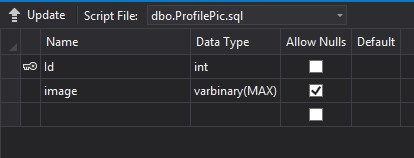 Update Script File: dbo.ProfilePic.sql
Name Data Type Allow Nulls Default
Id int
image varbinary(MAX)